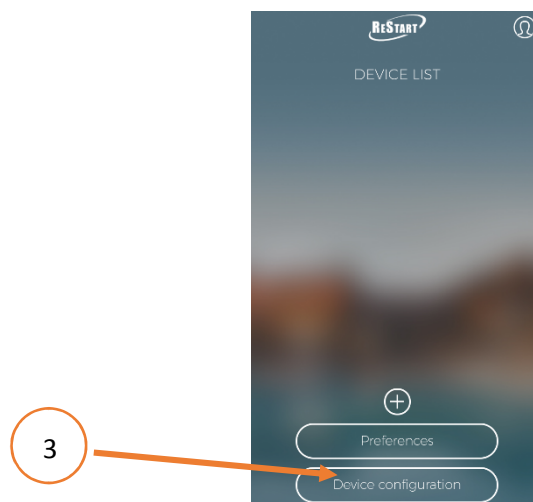 ReStart
DEVICE LIST
Preferences
3
Device configuration